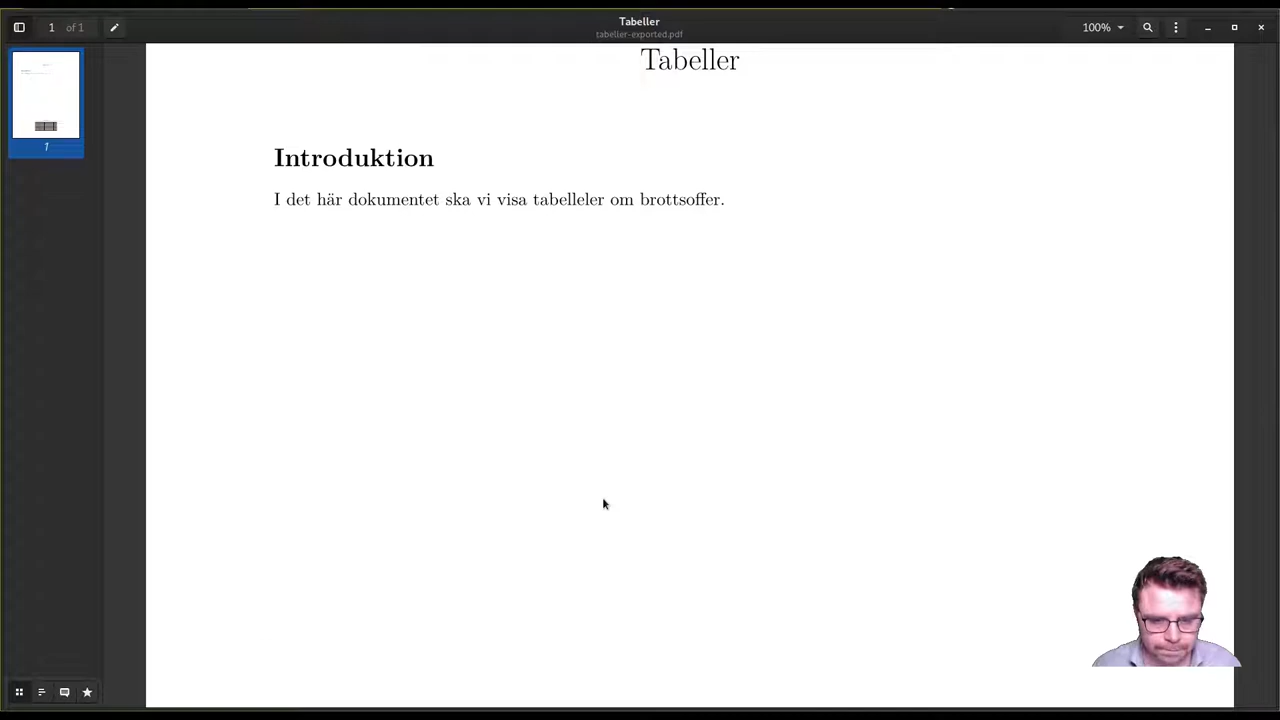 Tabeller
tabeller-exported.pdf
1 of 1
100%
1
Tabeller
Introduktion
I det här dokumentet ska vi visa tabelleler om brottsoffer.